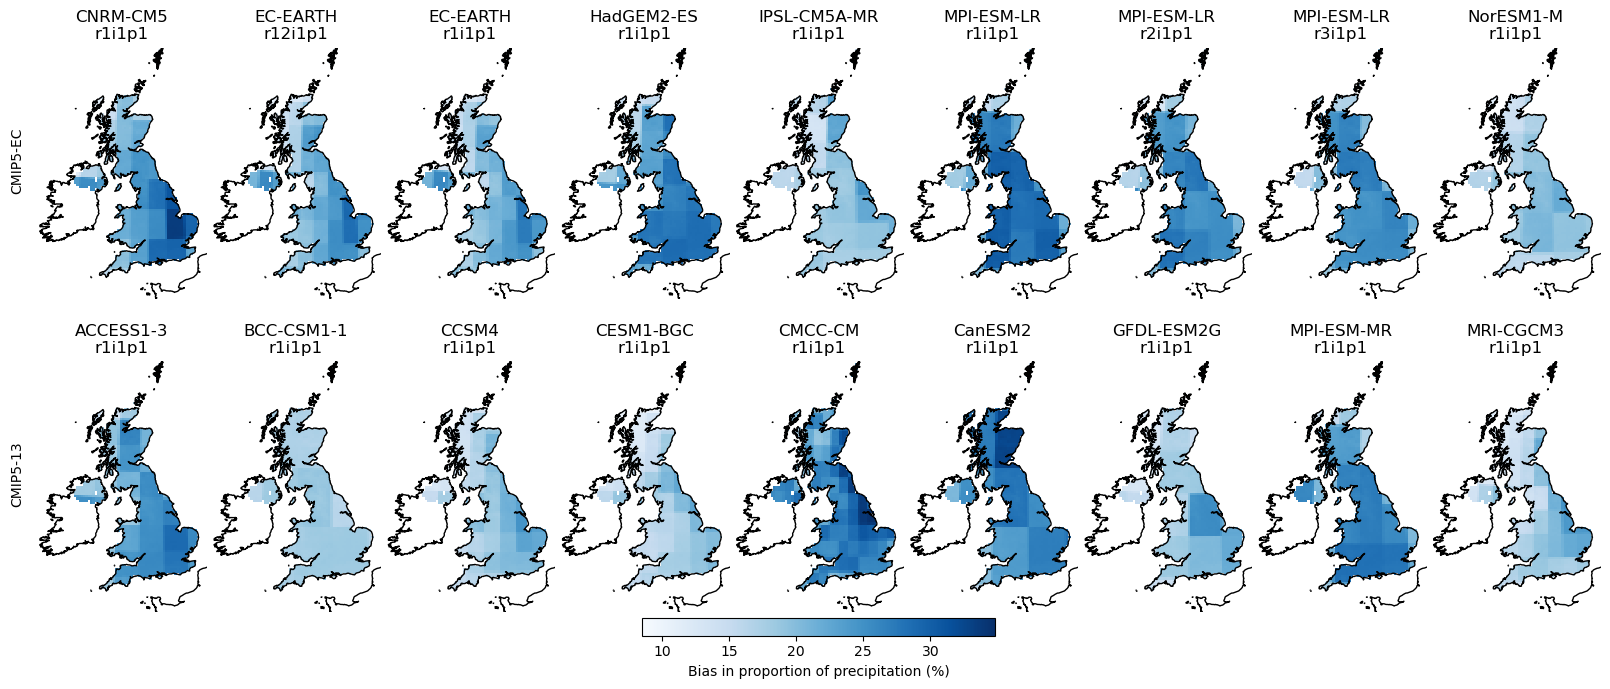 CNRM-CM5 EC-EARTH EC-EARTH HadGEM2-ES IPSL-CM5A-MR MPI-ESM-LR MPI-ESM-LR MPI-ESM-LR NorESM1-M
r1i1p1 r12i1p1 r1i1p1 r1i1p1 r1i1p1 r1i1p1 r2i1p1 r3i1p1 r1i1p1
CMIP5-EC
ACCESS1-3 BCC-CSM1-1 CCSM4 CESM1-BGC CMCC-CM CanESM2 GFDL-ESM2G MPI-ESM-MR MRI-CGCM3
r1i1p1 r1i1p1 r1i1p1 r1i1p1 r1i1p1 r1i1p1 r1i1p1 r1i1p1 r1i1p1
CMIP5-13
10 15 20 25 30
Bias in proportion of precipitation (%)